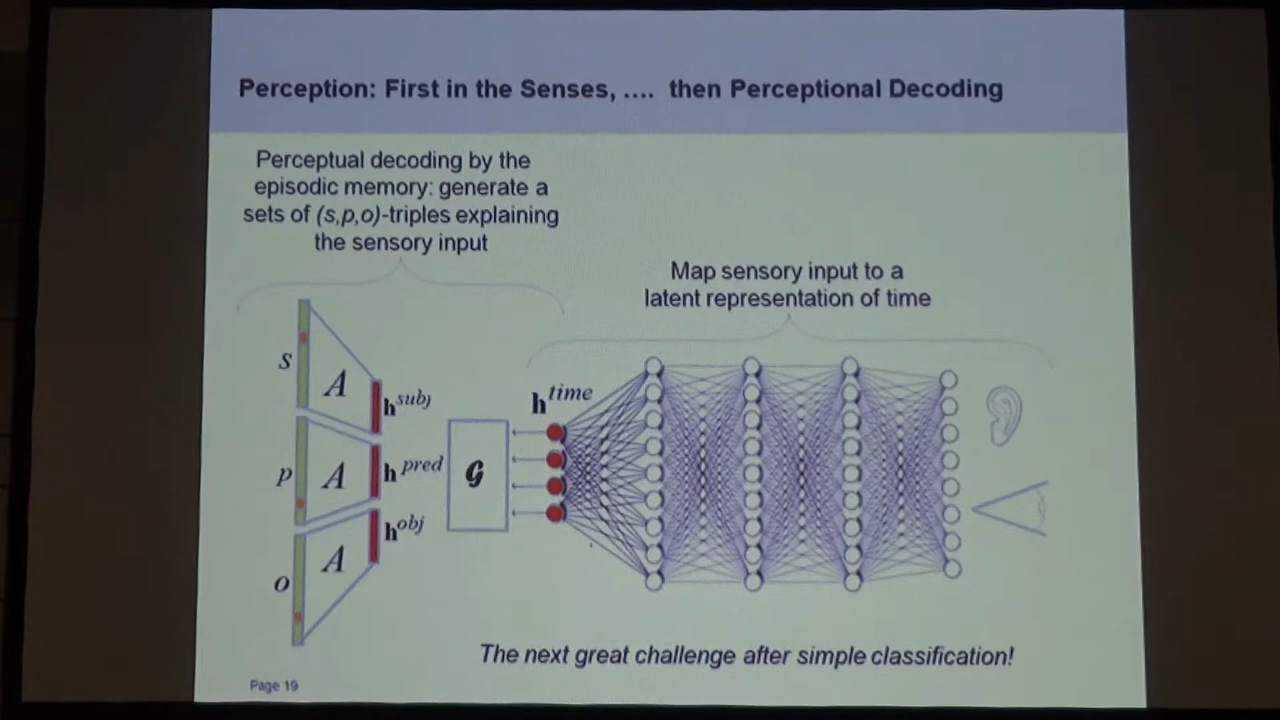 Perception: First in the Senses, .... then Perceptional Decoding
Perceptual decoding by the
episodic memory: generate a
sets of (s,p,o)-triples explaining
the sensory input
Map sensory input to a
latent representation of time
s
A
h^subj
p
A
h^pred
o
A
h^obj
G
h^time
The next great challenge after simple classification!
Page 19